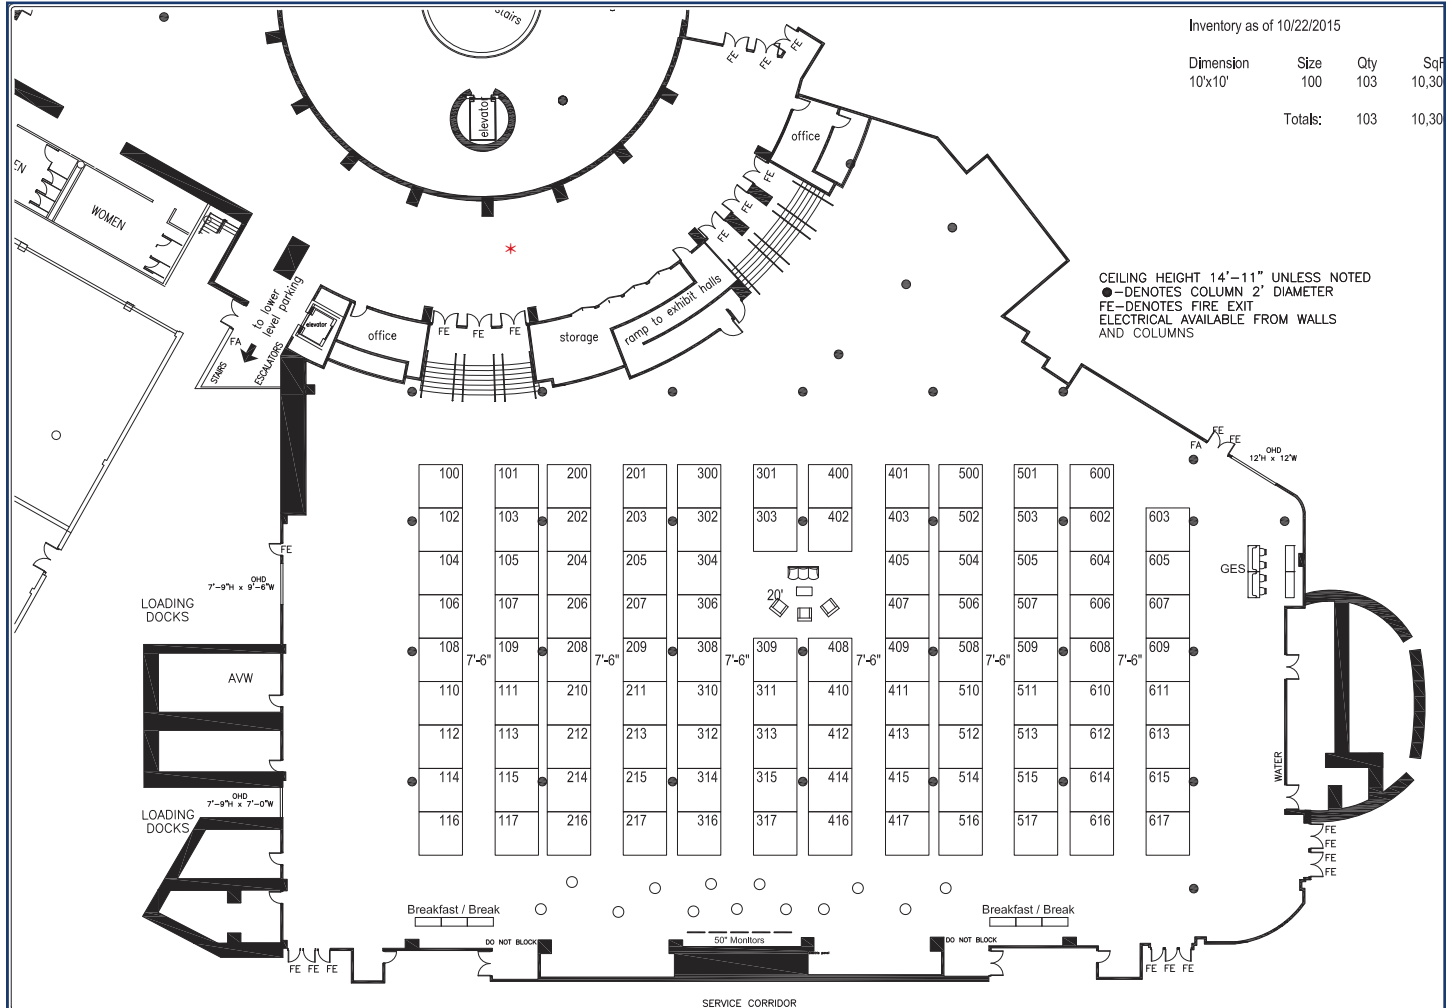 stairs
Inventory as of 10/22/2015
Dimension Size Qty SqF
10'x10' 100 103 10,30
Totals: 103 10,30
FE
FE
FE
elevator
office
FE
FE
FE
EN
WOMEN
to lower
level parking
elevator
office
FE FE FE
storage
ramp to exhibit halls
FA
STAIRS
ESCALATORS
CEILING HEIGHT 14'-11" UNLESS NOTED
-DENOTES COLUMN 2' DIAMETER
FE-DENOTES FIRE EXIT
ELECTRICAL AVAILABLE FROM WALLS
AND COLUMNS
FE
FA FE
OHD
12'H x 12'W
100 101 200 201 300 301 400 401 500 501 600
102 103 202 203 302 303 402 403 502 503 602 603
FE
104 105 204 205 304 405 504 505 604 605
GES
OHD
7'-9"H x 9'-6"W
20'
LOADING
DOCKS
106 107 206 207 306 407 506 507 606 607
108 109 208 209 308 309 408 409 508 509 608 609
7'-6" 7'-6" 7'-6" 7'-6" 7'-6" 7'-6"
AVW
110 111 210 211 310 311 410 411 510 511 610 611
112 113 212 213 312 313 412 413 512 513 612 613
WATER
114 115 214 215 314 315 414 415 514 515 614 615
OHD
7'-9"H x 7'-0"W
LOADING
DOCKS
116 117 216 217 316 317 416 417 516 517 616 617
FE
FE
FE
FE
Breakfast / Break Breakfast / Break
DO NOT BLOCK 50" Monitors DO NOT BLOCK
FE FE FE FE FE FE
SERVICE CORRIDOR